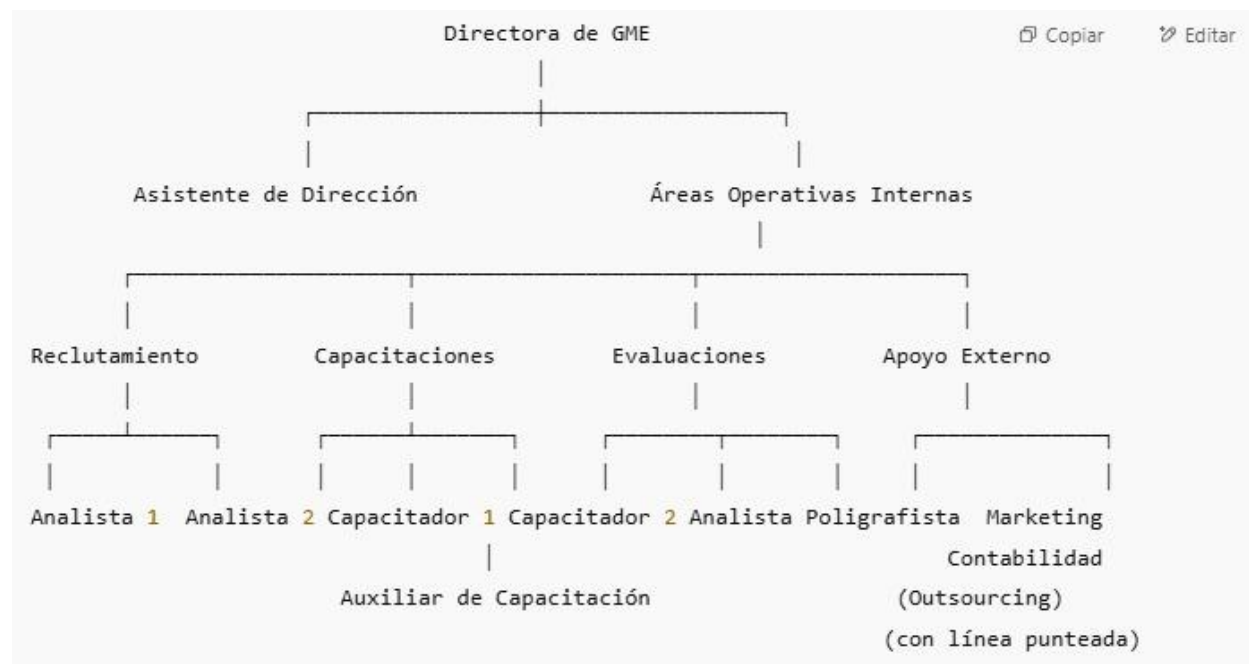 Directora de GME
Copiar
Editar
Asistente de Dirección Áreas Operativas Internas
Reclutamiento Capacitaciones Evaluaciones Apoyo Externo
Analista 1 Analista 2 Capacitador 1 Capacitador 2 Analista Poligrafista Marketing
Contabilidad
Auxiliar de Capacitación (Outsourcing)
(con línea punteada)